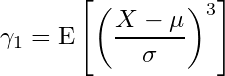 γ₁ = E[((X − μ)/σ)³]